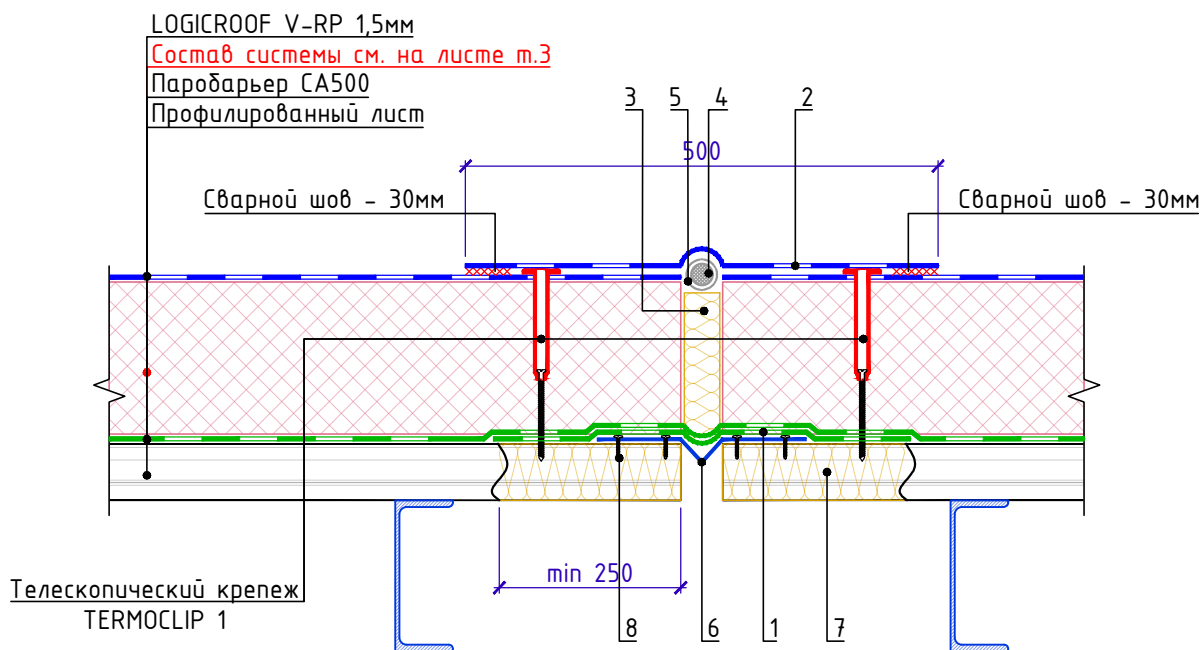 LOGICROOF V-RP 1,5мм
Состав системы см. на листе т.3
Паробарьер СА500
Профилированный лист
3 5 4 2
500
Сварной шов - 30мм
Сварной шов - 30мм
min 250
Телескопический крепеж
TERMOCLIP 1
8 6 1 7